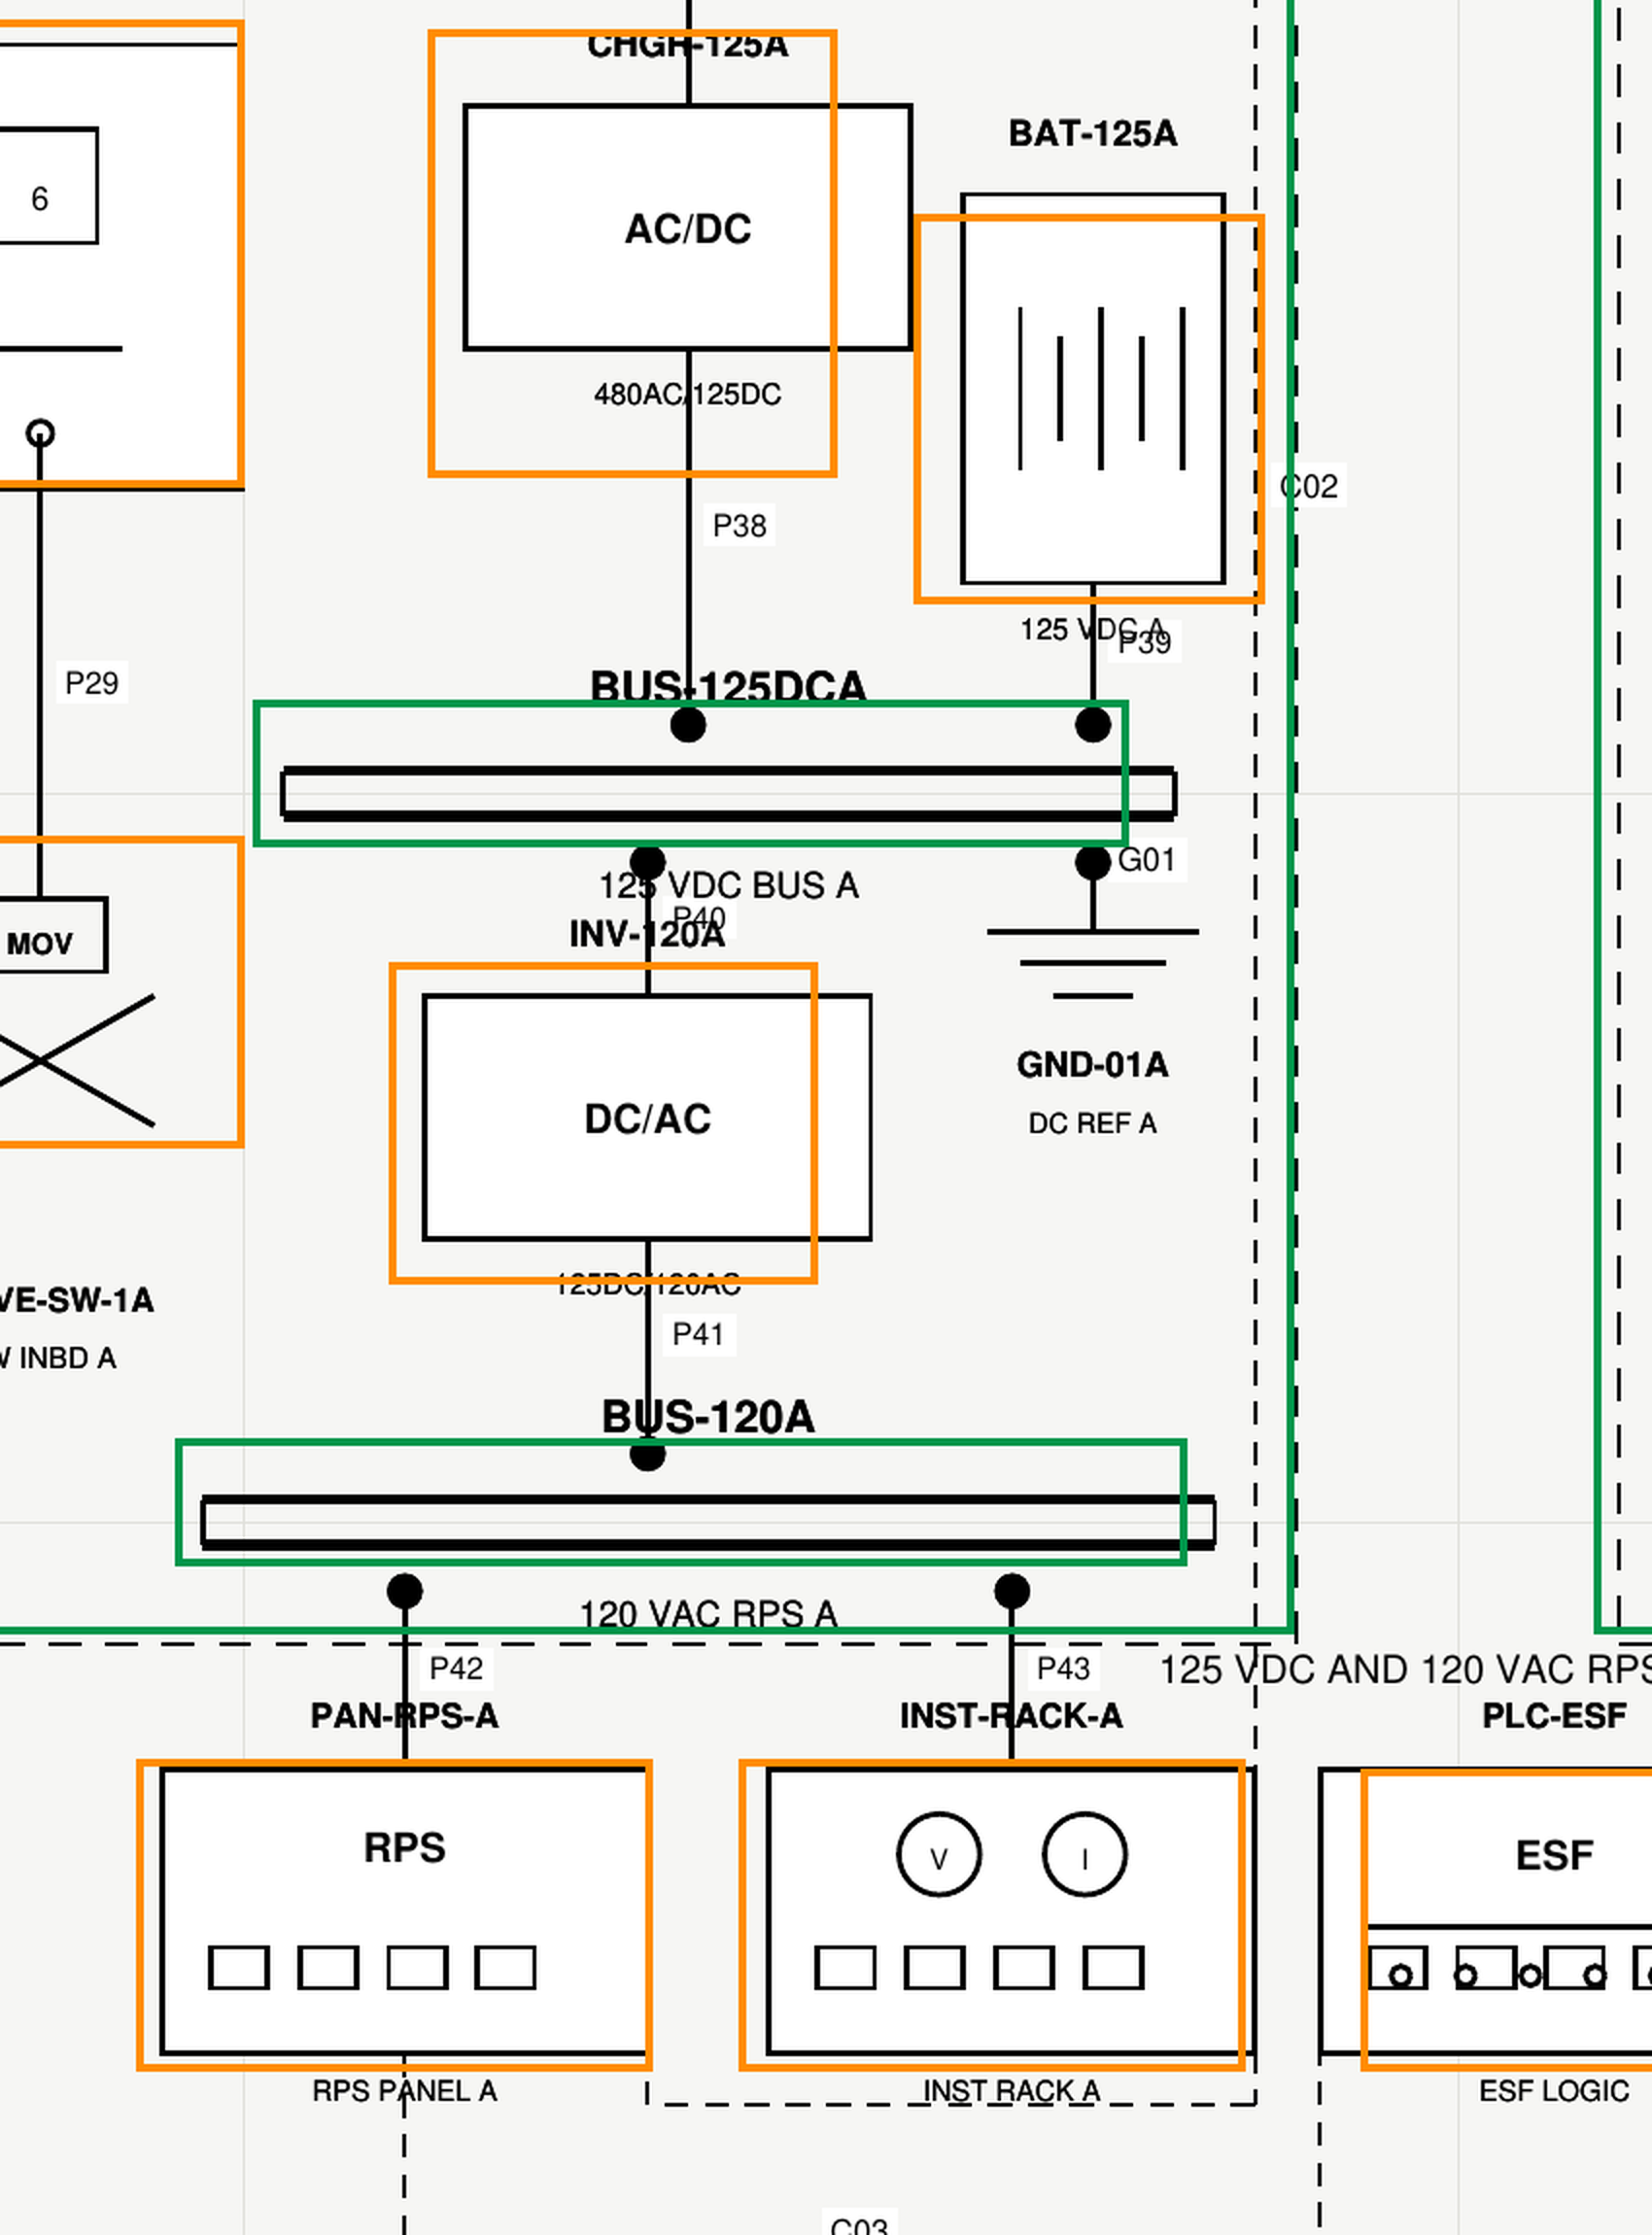 CHGR-125A
BAT-125A
6
AC/DC
480AC/125DC
C02
P38
125 VDC A
P39
P29
BUS-125DCA
G01
125 VDC BUS A
P40
INV-120A
MOV
GND-01A
DC/AC
DC REF A
125DC/120AC
VE-SW-1A
P41
W INBD A
BUS-120A
120 VAC RPS A
P42
P43
125 VDC AND 120 VAC RPS
PAN-RPS-A
INST-RACK-A
PLC-ESF
RPS
V
I
ESF
RPS PANEL A
INST RACK A
ESF LOGIC
C03